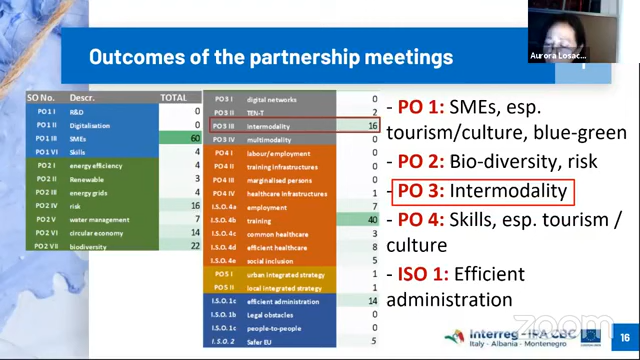 Aurora Losac...
Outcomes of the partnership meetings
SO No. Descr. TOTAL
PO1 I R&D 0
PO1 II Digitalisation 0
PO1 III SMEs 60
PO1 VI Skills 4
PO2 I energy efficiency 4
PO2 II Renewable 3
PO2 III energy grids 4
PO2 IV risk 16
PO2 V water management 7
PO2 VI circular economy 14
PO2 VII biodiversity 22
PO3 I digital networks 0
PO3 II TEN-T 2
PO3 III intermodality 16
PO3 IV multimodality 0
PO4 I labour/employment 0
PO4 II training infrastructures 0
PO4 III marginalised persons 0
PO4 IV healthcare infrastructures 1
I.S.O 4a employment 7
I.S.O. 4b training 40
I.S.O. 4c common healthcare 3
I.S.O. 4d efficient healthcare 8
I.S.O. 4e social inclusion 5
PO5 I urban integrated strategy 1
PO5 II local integrated strategy 1
I.S.O. 1c efficient administration 14
I.S.O. 1b Legal obstacles 0
I.S.O. 1c people-to-people 0
I.S.O. 2 Safer EU 5
- PO 1: SMEs, esp.
tourism/culture, blue-green
- PO 2: Bio-diversity, risk
- PO 3: Intermodality
- PO 4: Skills, esp. tourism /
culture
- ISO 1: Efficient
administration
zoom
Interreg - IPA CBC
Italy - Albania - Montenegro
16